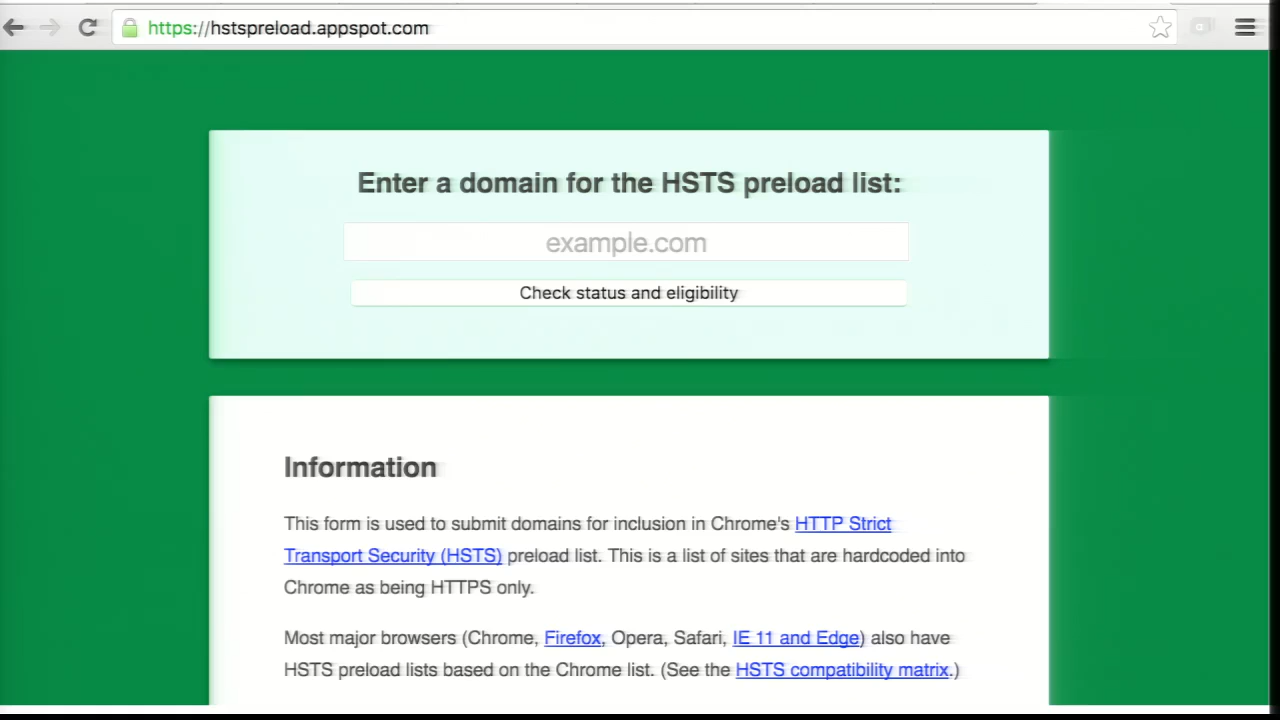 https://hstspreload.appspot.com
Enter a domain for the HSTS preload list:
example.com
Check status and eligibility
Information
This form is used to submit domains for inclusion in Chrome's HTTP Strict
Transport Security (HSTS) preload list. This is a list of sites that are hardcoded into
Chrome as being HTTPS only.
Most major browsers (Chrome, Firefox, Opera, Safari, IE 11 and Edge) also have
HSTS preload lists based on the Chrome list. (See the HSTS compatibility matrix.)